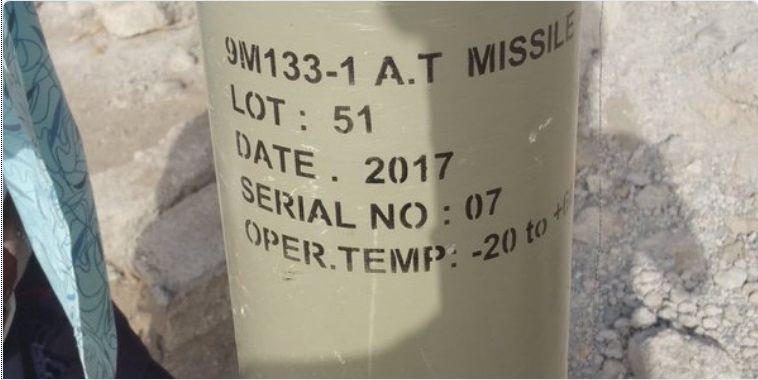 9M133-1 A.T MISSILE
LOT : 51
DATE . 2017
SERIAL NO : 07
OPER.TEMP: -20 to